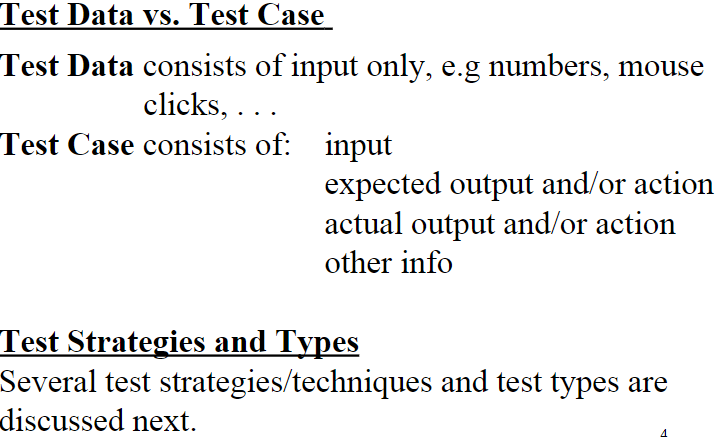 Test Data vs. Test Case
Test Data consists of input only, e.g numbers, mouse
clicks, . . .
Test Case consists of: input
expected output and/or action
actual output and/or action
other info
Test Strategies and Types
Several test strategies/techniques and test types are
discussed next.
4